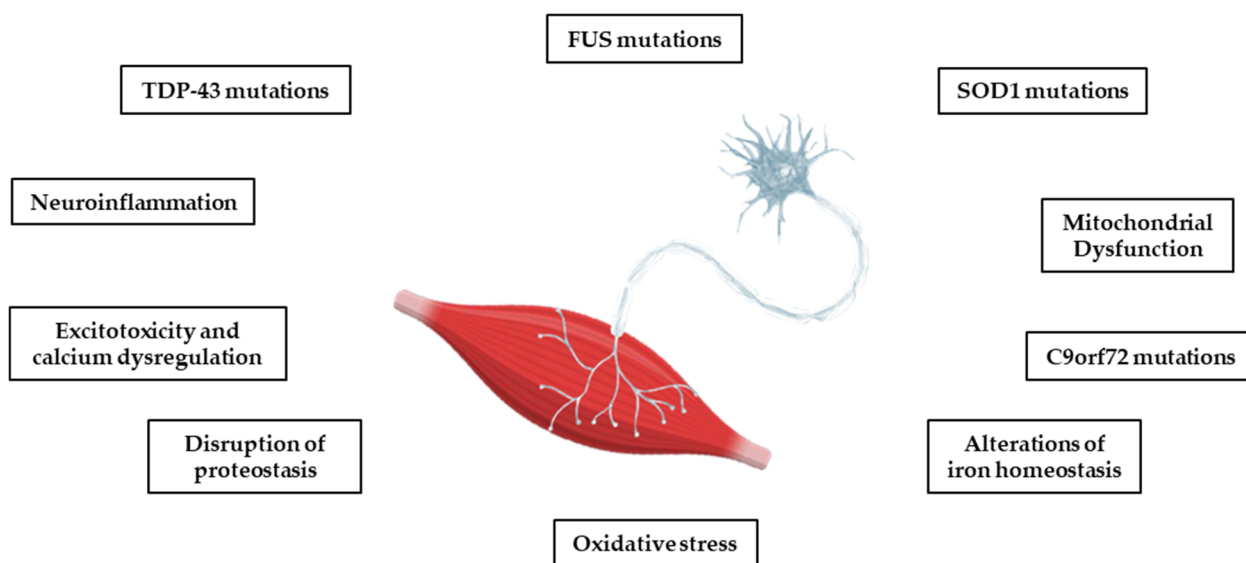 FUS mutations
TDP-43 mutations
SOD1 mutations
Neuroinflammation
Mitochondrial
Dysfunction
Excitotoxicity and
calcium dysregulation
C9orf72 mutations
Disruption of
proteostasis
Alterations of
iron homeostasis
Oxidative stress